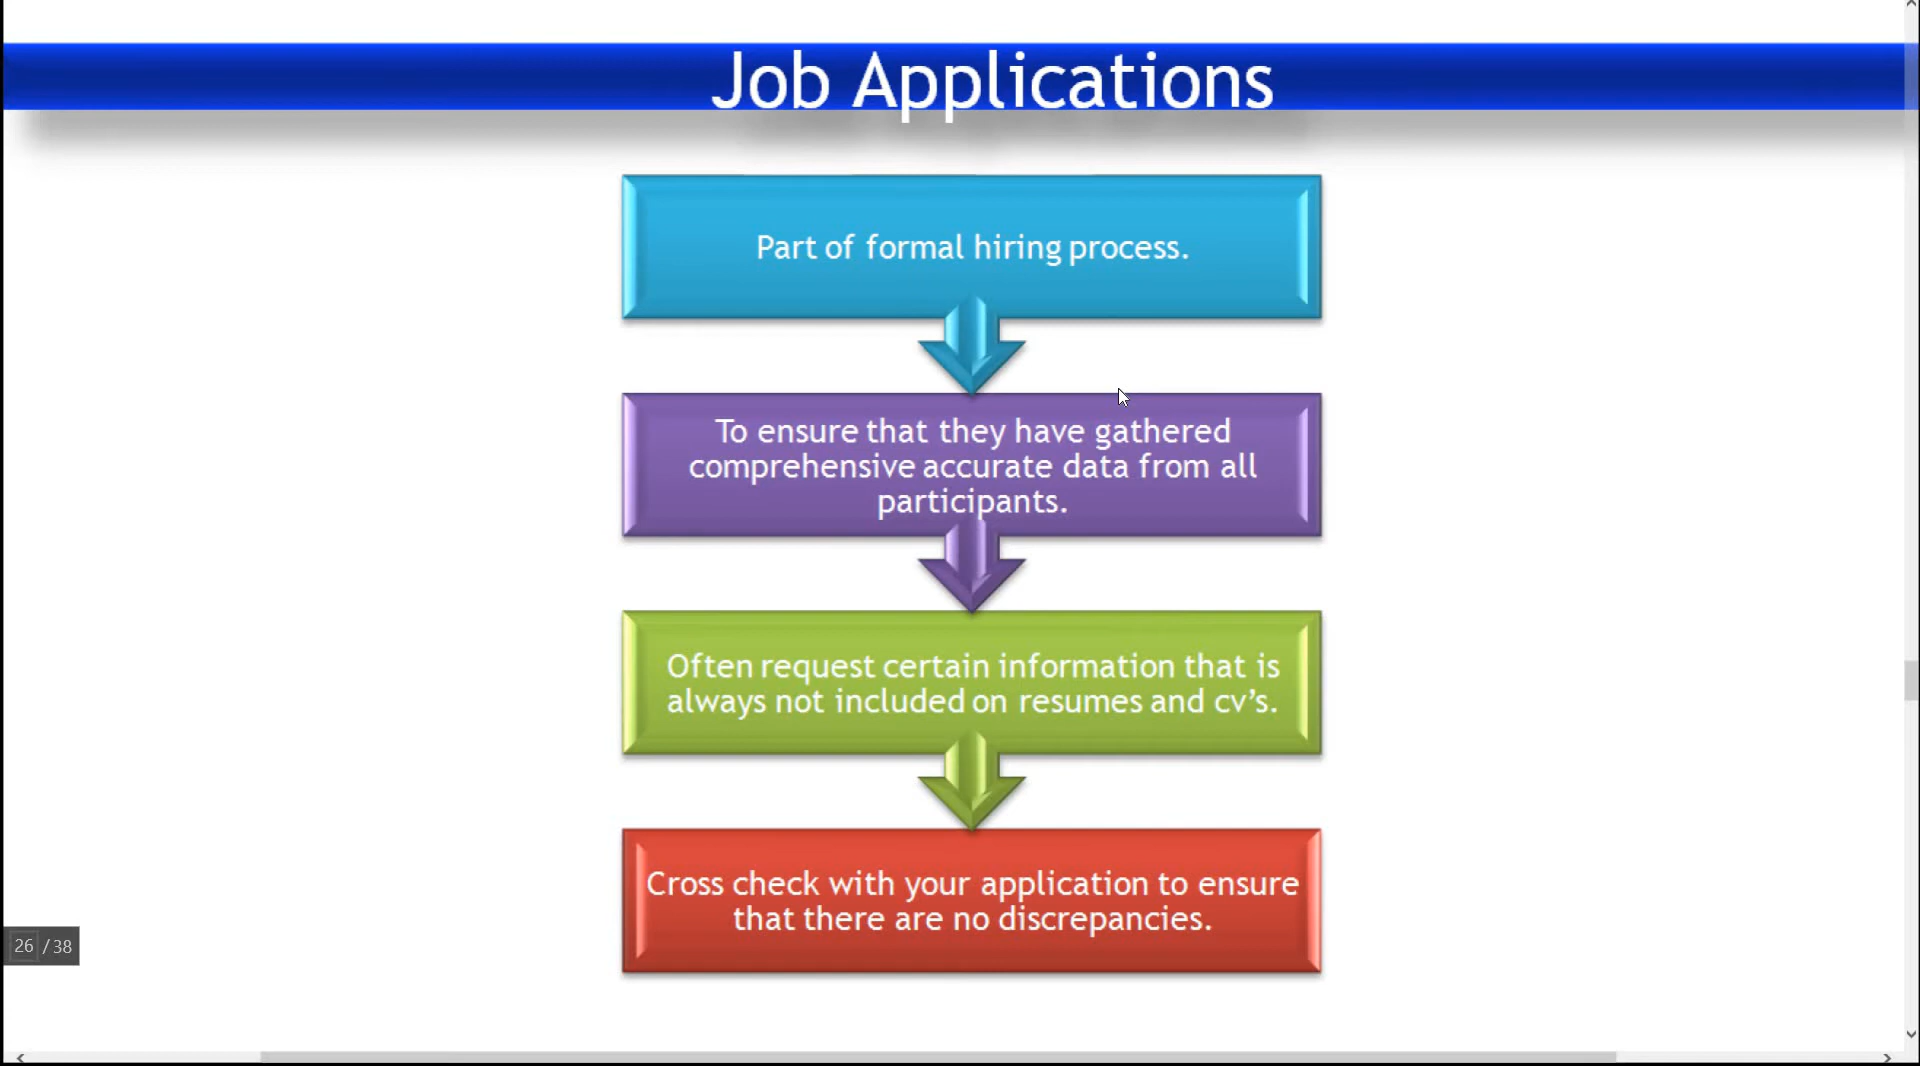 Job Applications
Part of formal hiring process.
To ensure that they have gathered
comprehensive accurate data from all
participants.
Often request certain information that is
always not included on resumes and cv’s.
Cross check with your application to ensure
that there are no discrepancies.
26 / 38